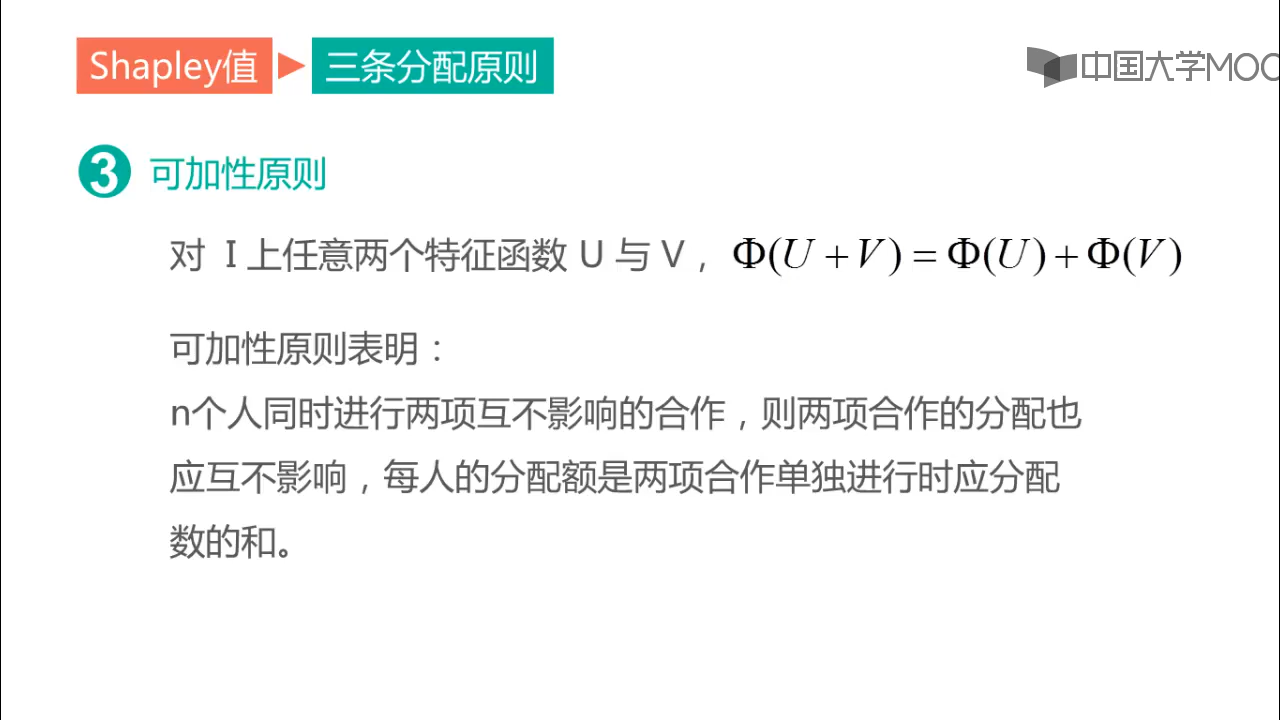 Shapley值
三条分配原则
中国大学MOO
3 可加性原则
对 I 上任意两个特征函数 U 与 V，Φ(U + V) = Φ(U) + Φ(V)
可加性原则表明：
n个人同时进行两项互不影响的合作，则两项合作的分配也
应互不影响，每人的分配额是两项合作单独进行时应分配
数的和。